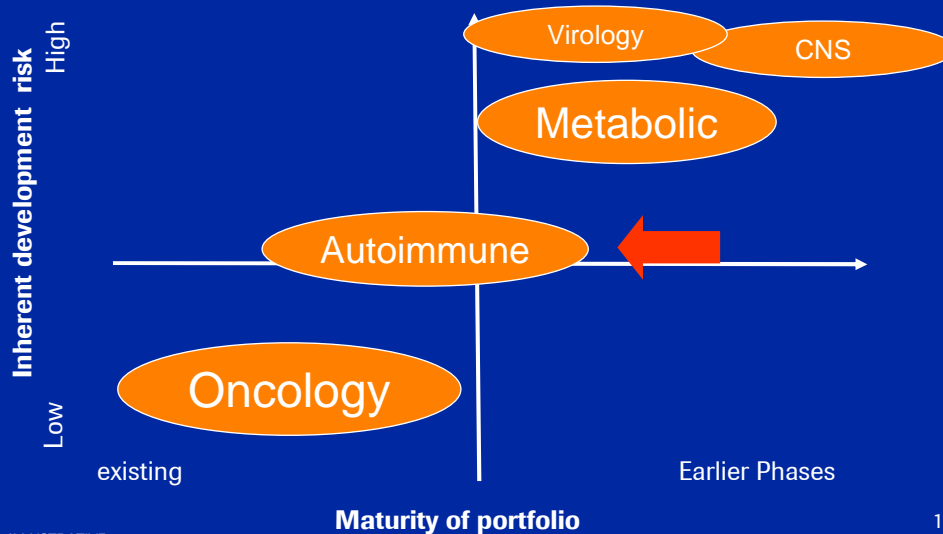 High
Inherent development risk
Low
Virology
CNS
Metabolic
Autoimmune
Oncology
existing
Earlier Phases
Maturity of portfolio
1